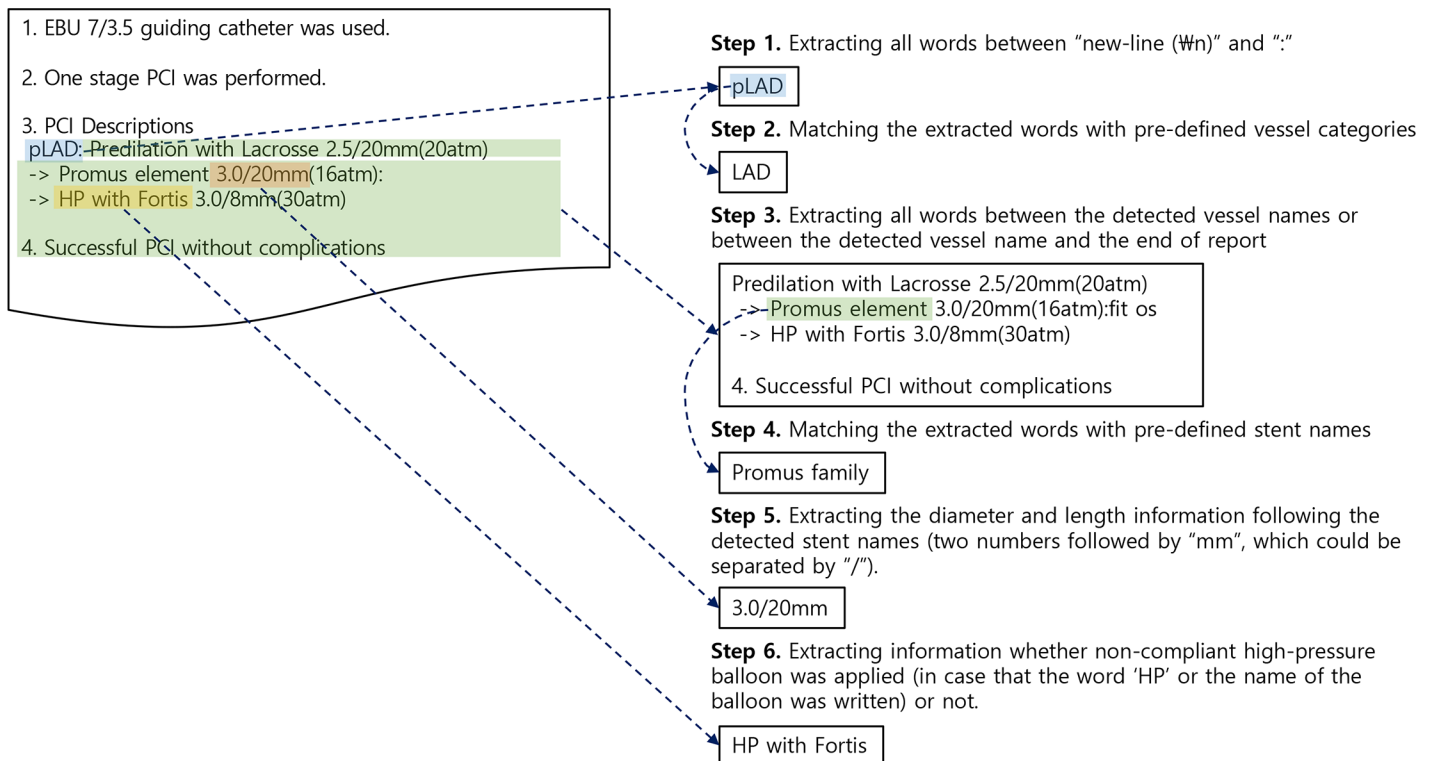 1. EBU 7/3.5 guiding catheter was used.
2. One stage PCI was performed.
3. PCI Descriptions
pLAD: Predilation with Lacrosse 2.5/20mm(20atm)
-> Promus element 3.0/20mm(16atm):
-> HP with Fortis 3.0/8mm(30atm)
4. Successful PCI without complications
Step 1. Extracting all words between “new-line (₩n)” and “:”
pLAD
Step 2. Matching the extracted words with pre-defined vessel categories
LAD
Step 3. Extracting all words between the detected vessel names or
between the detected vessel name and the end of report
Predilation with Lacrosse 2.5/20mm(20atm)
-> Promus element 3.0/20mm(16atm):fit os
-> HP with Fortis 3.0/8mm(30atm)
4. Successful PCI without complications
Step 4. Matching the extracted words with pre-defined stent names
Promus family
Step 5. Extracting the diameter and length information following the
detected stent names (two numbers followed by “mm”, which could be
separated by “/”).
3.0/20mm
Step 6. Extracting information whether non-compliant high-pressure
balloon was applied (in case that the word ‘HP’ or the name of the
balloon was written) or not.
HP with Fortis